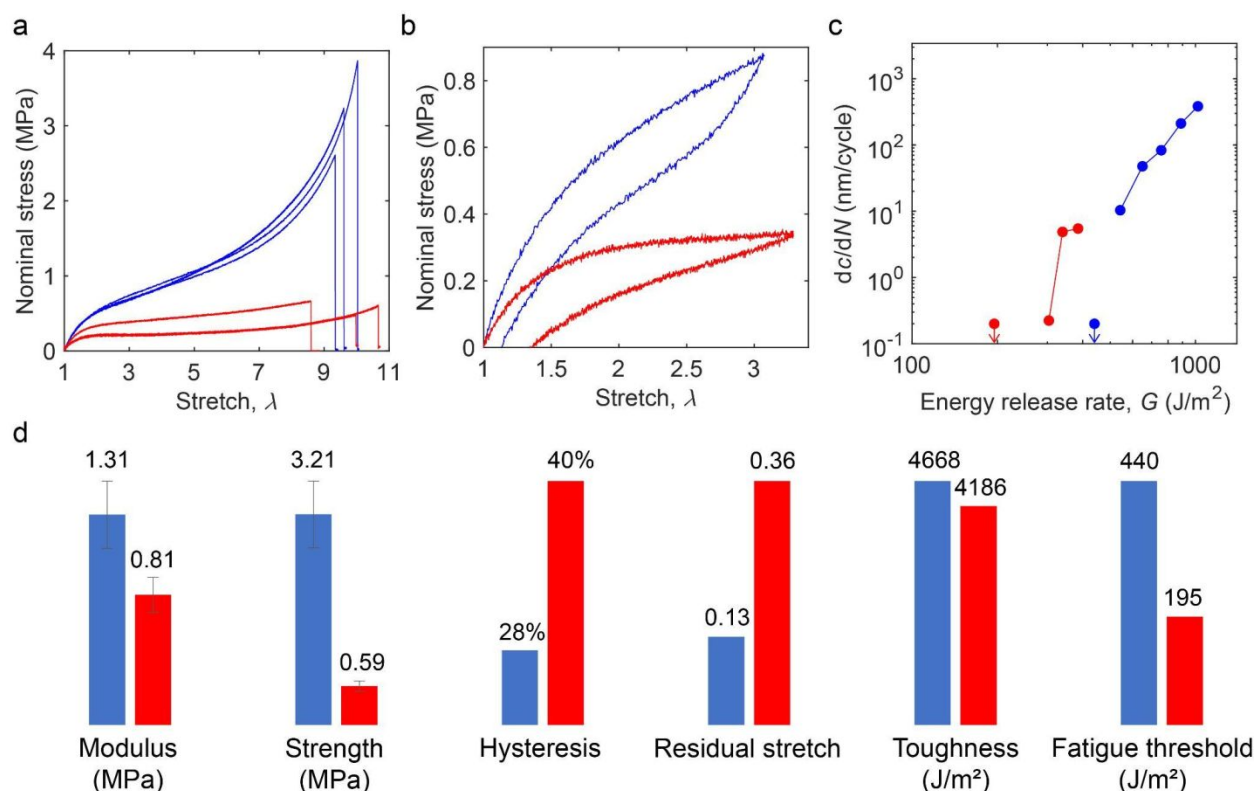 a
4
3
2
1
0
Nominal stress (MPa)
1 3 5 7 9 11
Stretch, λ
b
0.8
0.6
0.4
0.2
0
Nominal stress (MPa)
1 1.5 2 2.5 3
Stretch, λ
c
10³
10²
10¹
10⁰
10⁻¹
dc/dN (nm/cycle)
100 1000
Energy release rate, G (J/m²)
d
1.31
0.81
Modulus
(MPa)
3.21
0.59
Strength
(MPa)
28%
40%
Hysteresis
0.13
0.36
Residual stretch
4668
4186
Toughness
(J/m²)
440
195
Fatigue threshold
(J/m²)